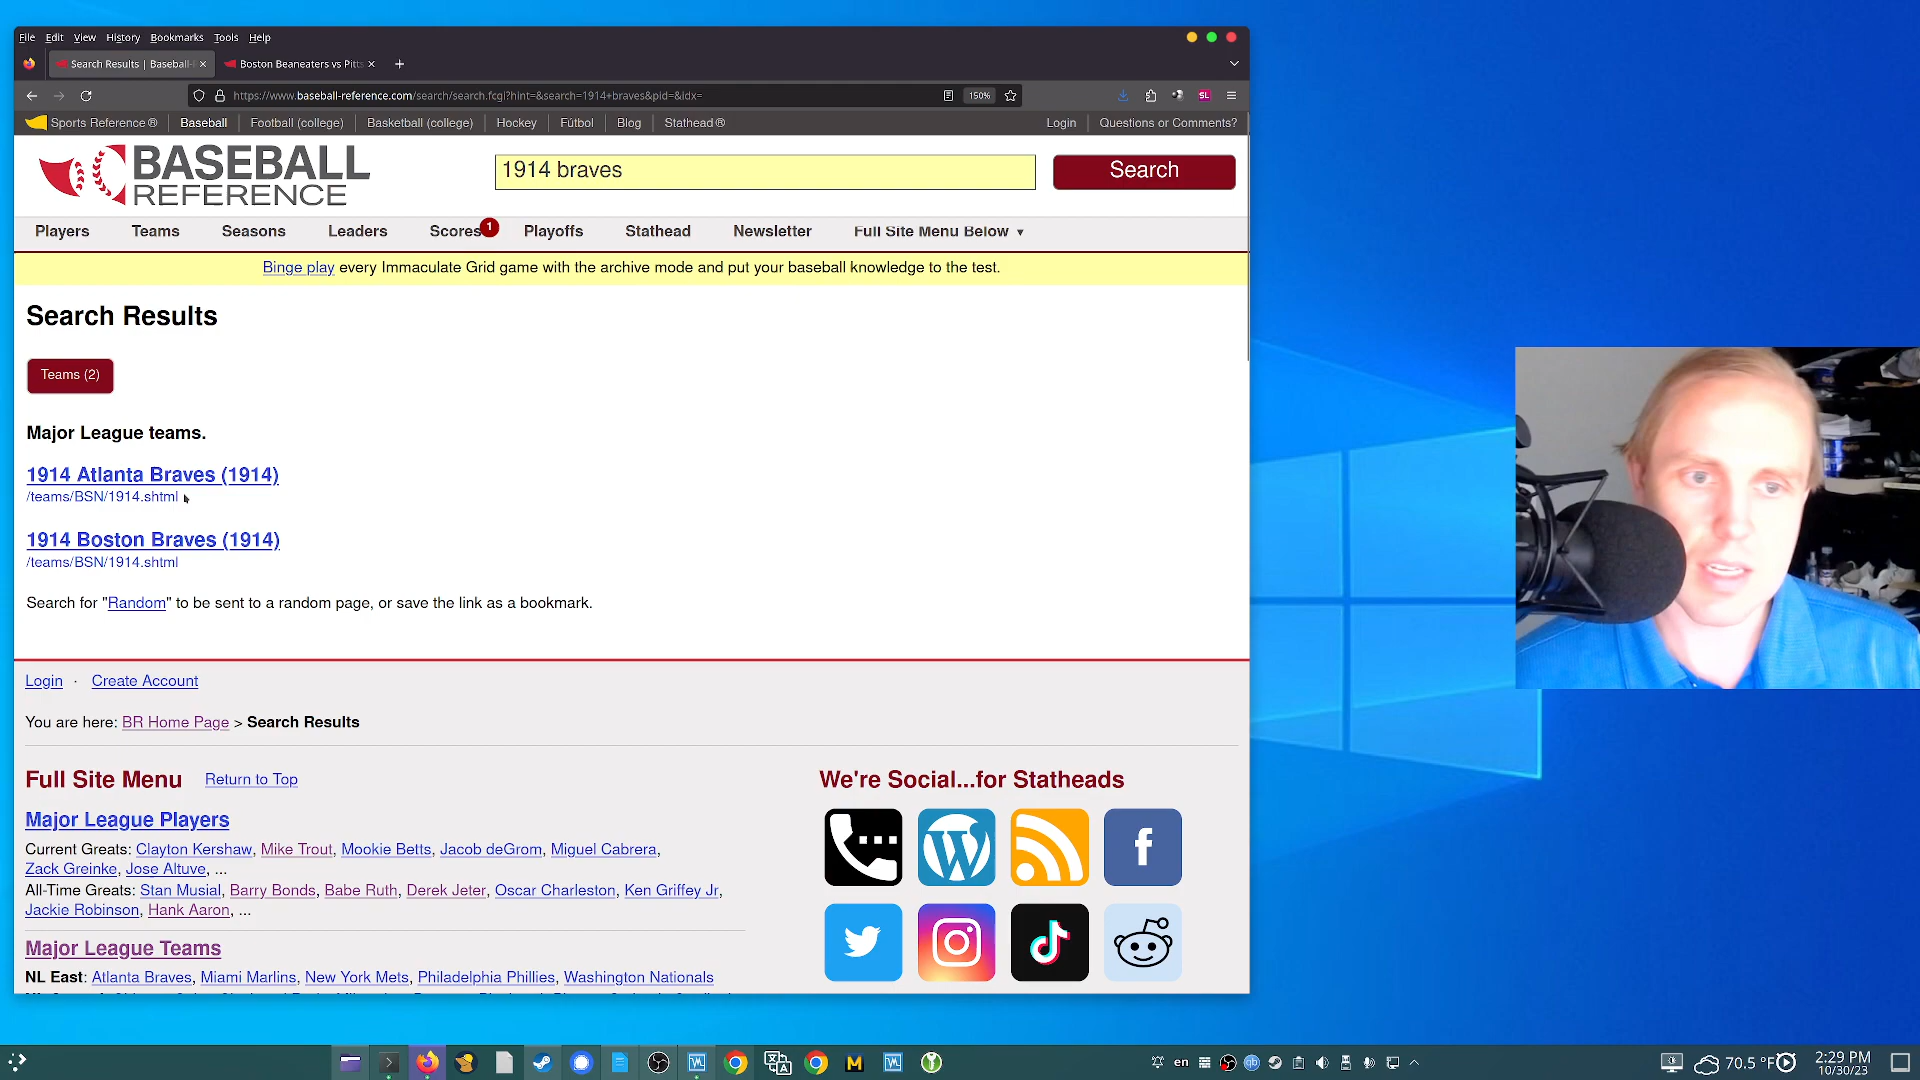 File Edit View History Bookmarks Tools Help
Search Results | Baseball-
Boston Beaneaters vs Pitts
https://www.baseball-reference.com/search/search.fcgi?hint=&search=1914+braves&pid=&idx=
150%
SL
Sports Reference ® Baseball Football (college) Basketball (college) Hockey Fútbol Blog Stathead ® Login Questions or Comments?
BASEBALL
REFERENCE
1914 braves
Search
Players Teams Seasons Leaders Scores 1 Playoffs Stathead Newsletter Full Site Menu Below ▼
Binge play every Immaculate Grid game with the archive mode and put your baseball knowledge to the test.
Search Results
Teams (2)
Major League teams.
1914 Atlanta Braves (1914)
/teams/BSN/1914.shtml
1914 Boston Braves (1914)
/teams/BSN/1914.shtml
Search for "Random" to be sent to a random page, or save the link as a bookmark.
Login · Create Account
You are here: BR Home Page > Search Results
Full Site Menu Return to Top
We're Social...for Statheads
Major League Players
Current Greats: Clayton Kershaw, Mike Trout, Mookie Betts, Jacob deGrom, Miguel Cabrera,
Zack Greinke, Jose Altuve, ...
All-Time Greats: Stan Musial, Barry Bonds, Babe Ruth, Derek Jeter, Oscar Charleston, Ken Griffey Jr,
Jackie Robinson, Hank Aaron, ...
Major League Teams
NL East: Atlanta Braves, Miami Marlins, New York Mets, Philadelphia Phillies, Washington Nationals
en
70.5 °F
2:29 PM
10/30/23